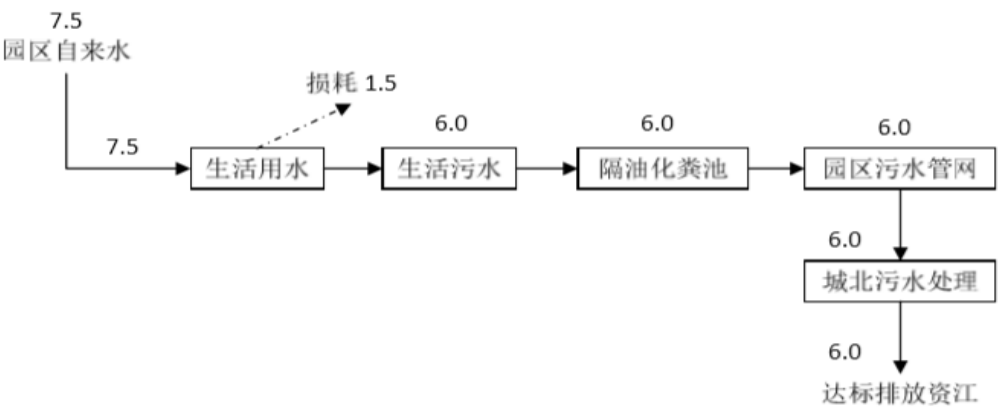 7.5
园区自来水
损耗 1.5
7.5
6.0
6.0
6.0
生活用水
生活污水
隔油化粪池
园区污水管网
6.0
城北污水处理
6.0
达标排放资江